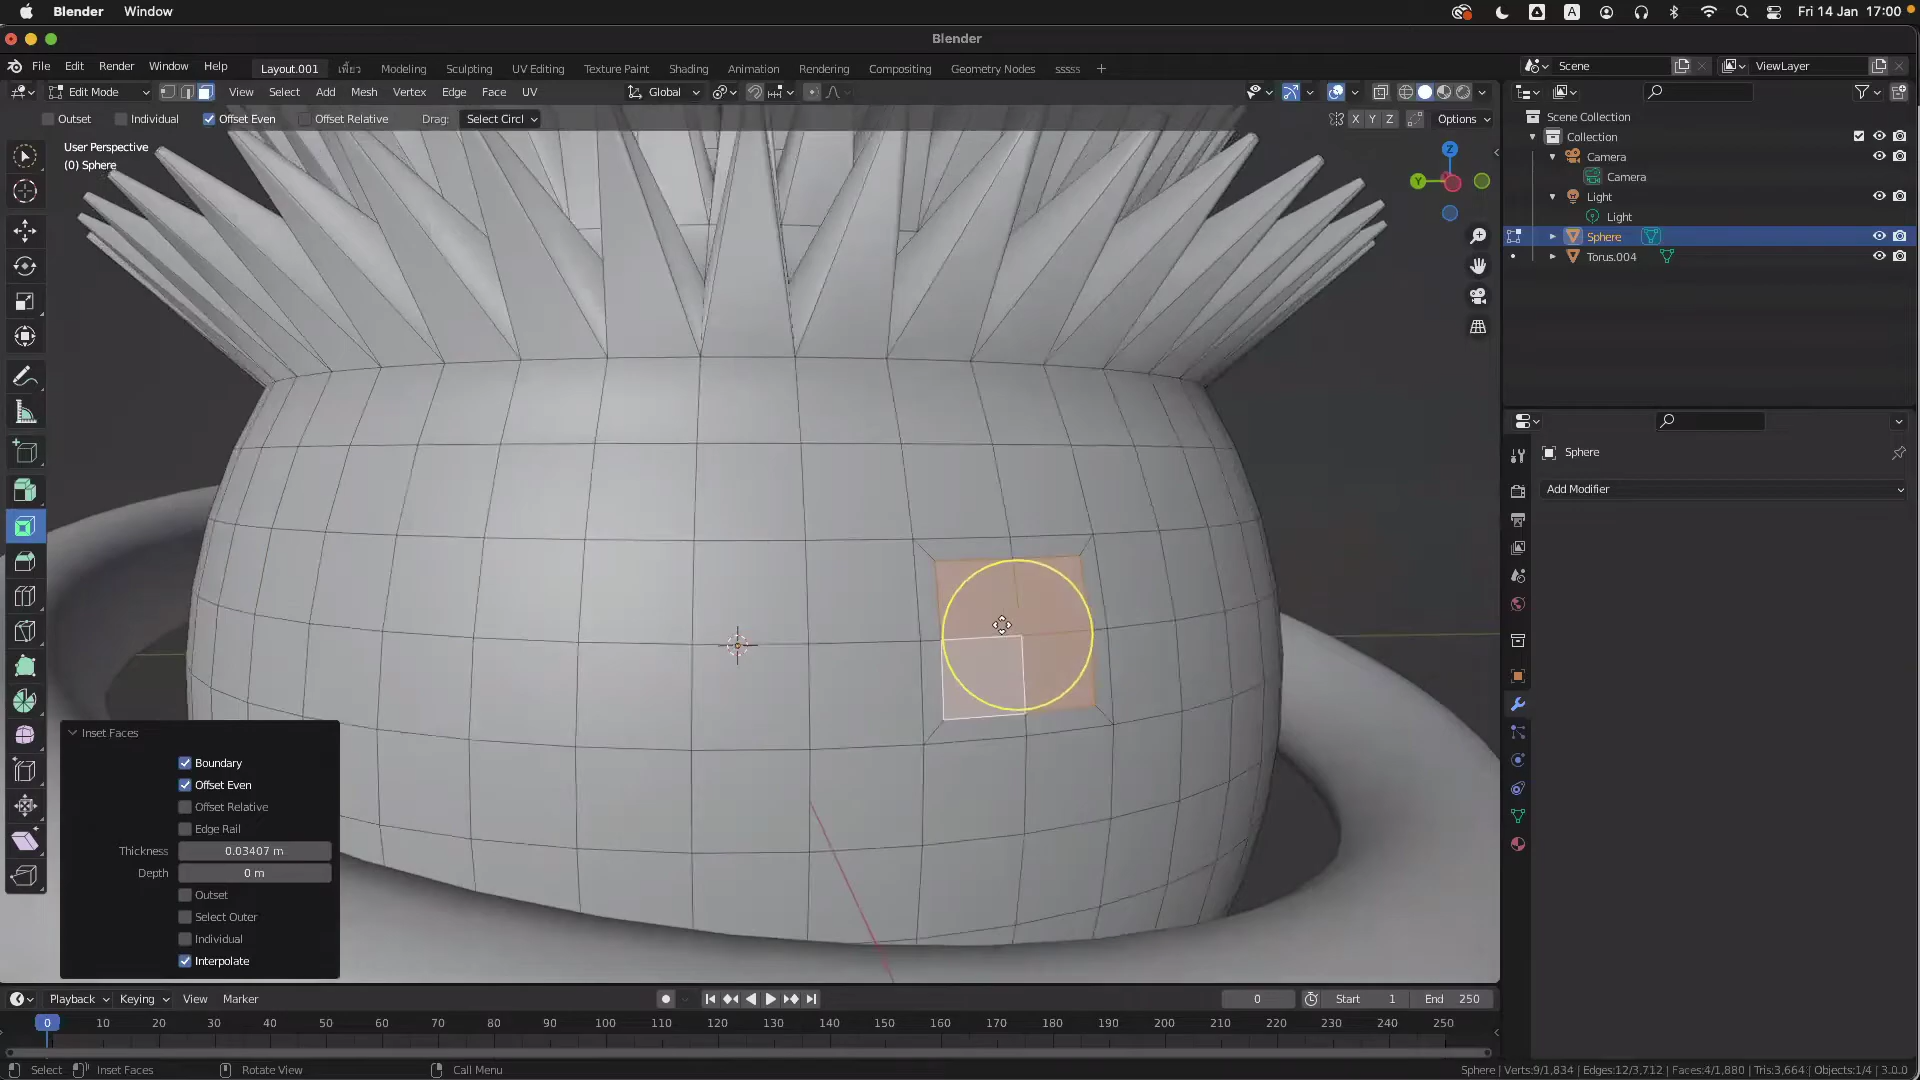 Blender Window
Fri 14 Jan 17:00
Blender
File Edit Render Window Help
Layout.001 เพี้ยว Modeling Sculpting UV Editing Texture Paint Shading Animation Rendering Compositing Geometry Nodes sssss +
Scene
ViewLayer
Edit Mode
View Select Add Mesh Vertex Edge Face UV
Global
Outset Individual Offset Even Offset Relative Drag: Select Circl
X Y Z Options
User Perspective
(0) Sphere
Z
Y
Scene Collection
Collection
Camera
Camera
Light
Light
Sphere
Torus.004
Sphere
Add Modifier
Inset Faces
Boundary
Offset Even
Offset Relative
Edge Rail
Thickness 0.03407 m
Depth 0 m
Outset
Select Outer
Individual
Interpolate
Playback Keying View Marker
0
Start 1 End 250
0 10 20 30 40 50 60 70 80 90 100 110 120 130 140 150 160 170 180 190 200 210 220 230 240 250
Select Inset Faces Rotate View Call Menu
Sphere | Verts:9/1,834 | Edges:12/3,712 | Faces:4/1,880 | Tris:3,664 | Objects:1/4 | 3.0.0